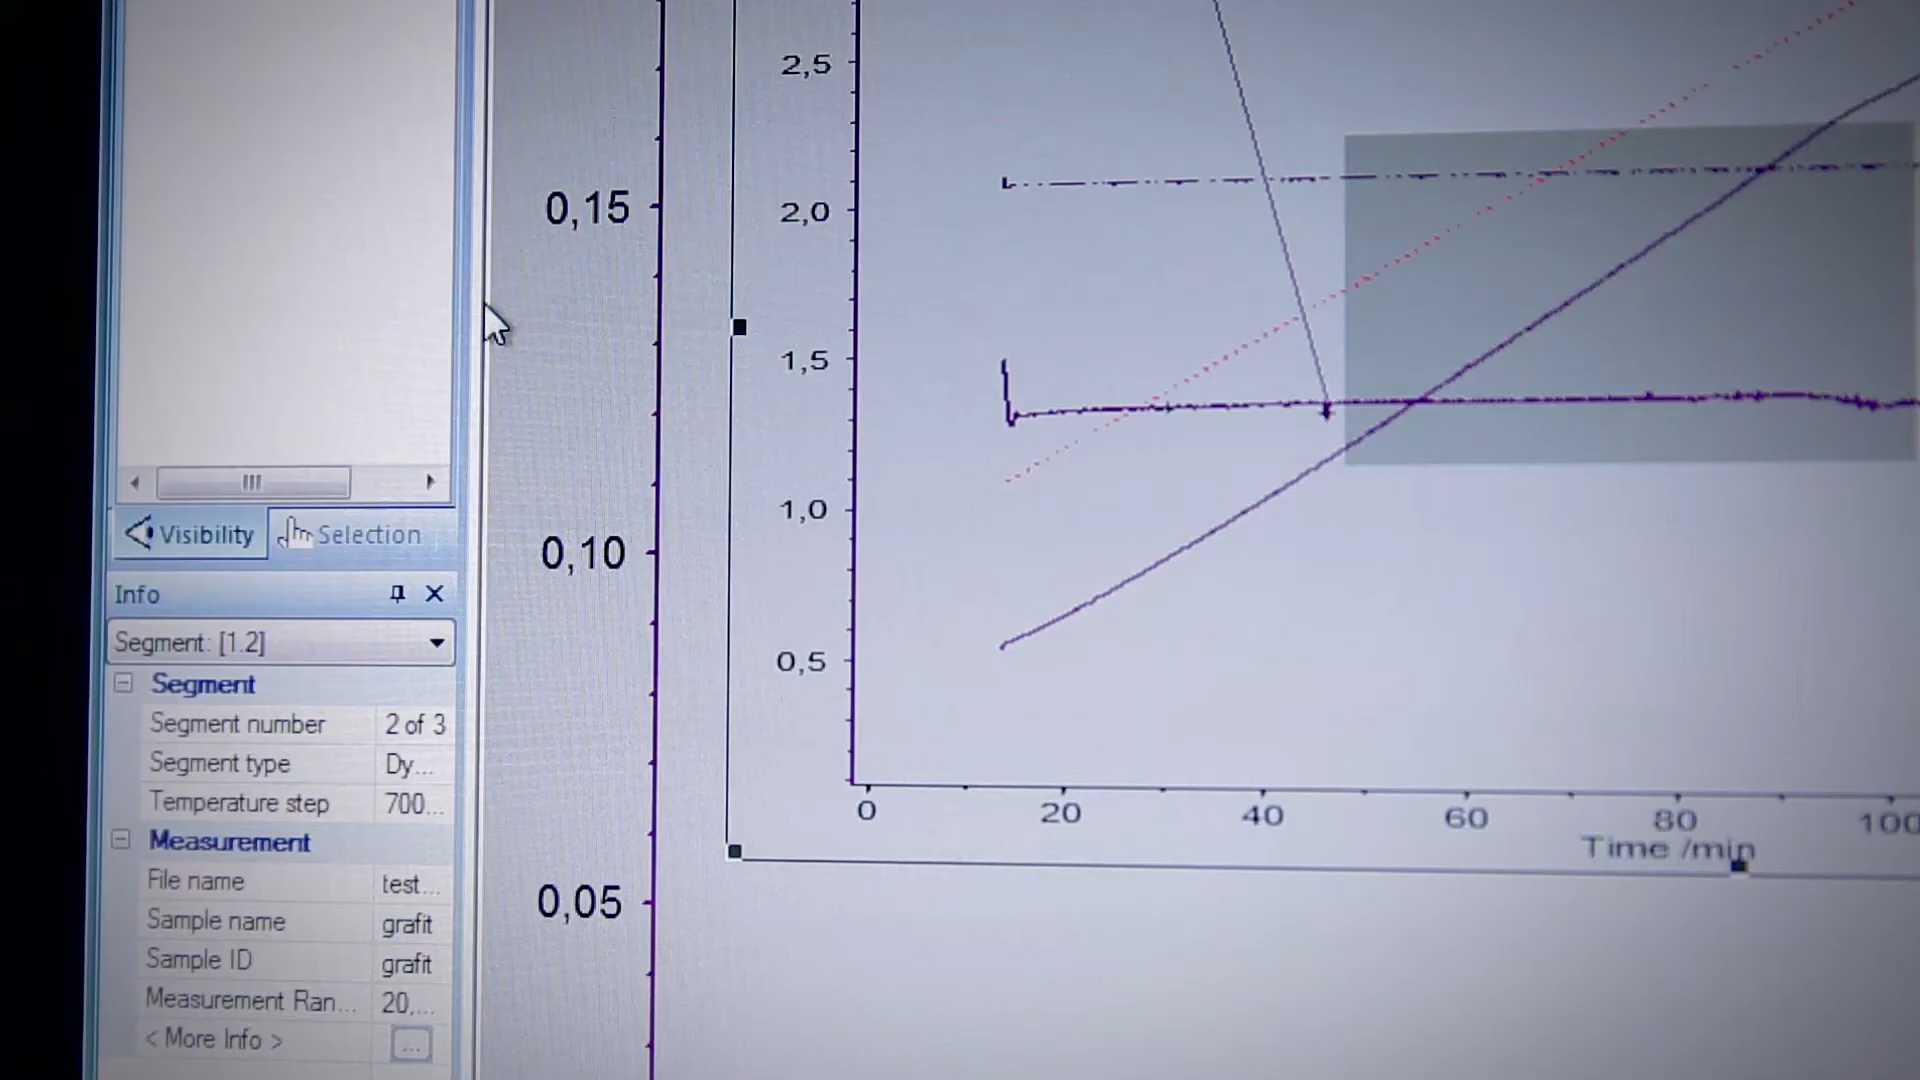 Visibility
Selection
Info
Segment: [1.2]
Segment
Segment number 2 of 3
Segment type Dy...
Temperature step 700...
Measurement
File name test...
Sample name grafit
Sample ID grafit
Measurement Ran... 20,...
< More Info > ...
0,15
0,10
0,05
2,5
2,0
1,5
1,0
0,5
0 20 40 60 80 100
Time /min